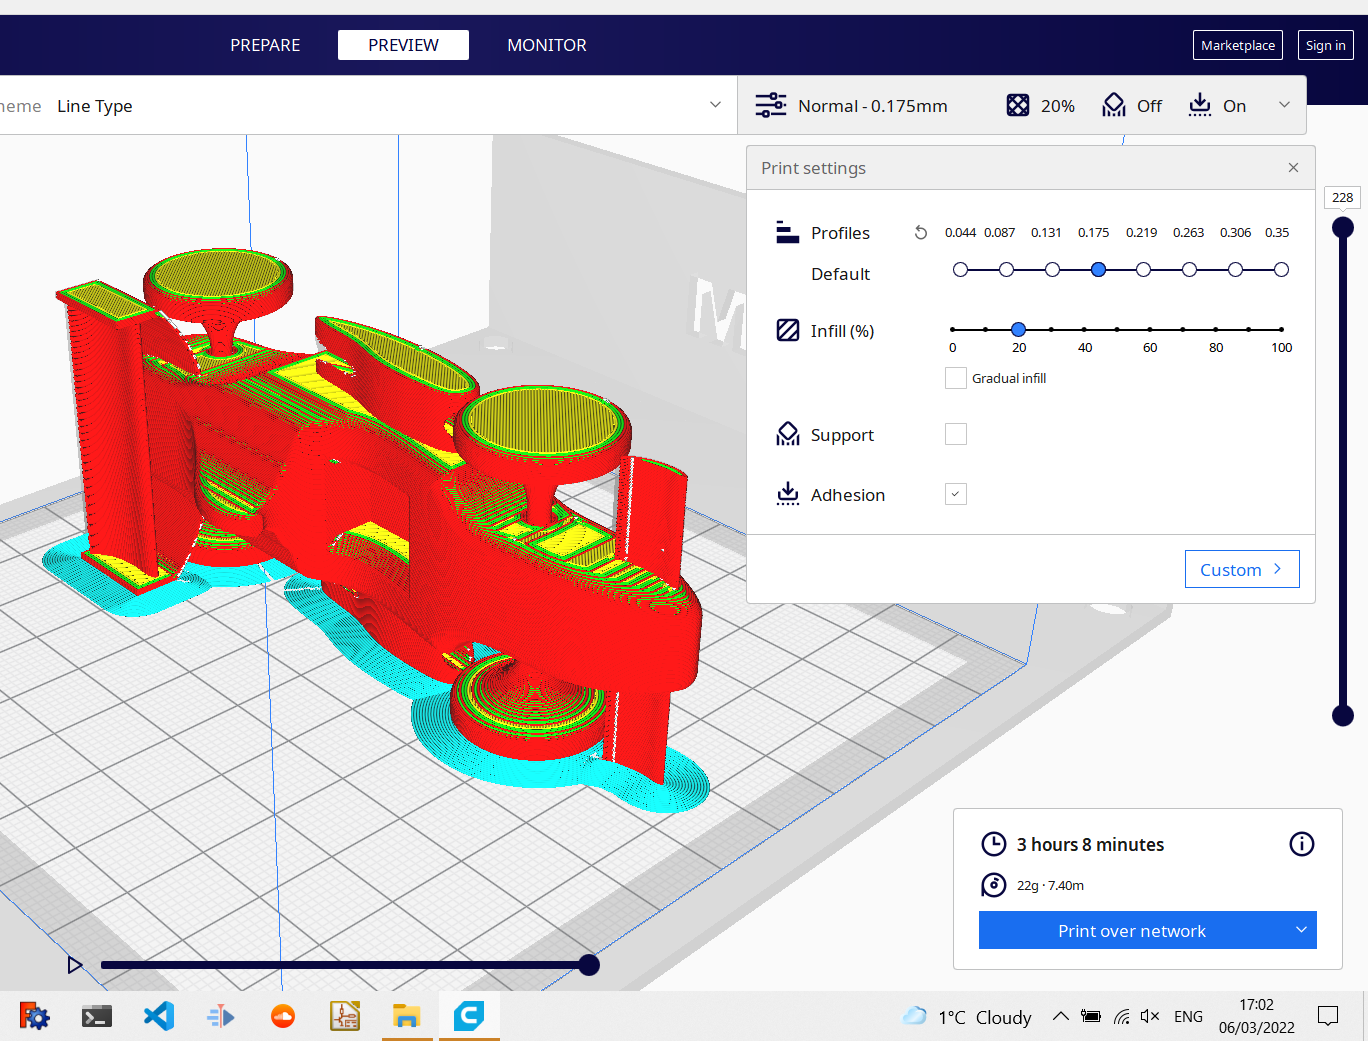 PREPARE PREVIEW MONITOR Marketplace Sign in
heme Line Type Normal - 0.175mm 20% Off On
Print settings
228
Profiles 0.044 0.087 0.131 0.175 0.219 0.263 0.306 0.35
Default
Infill (%)
0 20 40 60 80 100
Gradual infill
Support
Adhesion
Custom
M
3 hours 8 minutes
22g · 7.40m
Print over network
1°C Cloudy ENG 17:02
06/03/2022